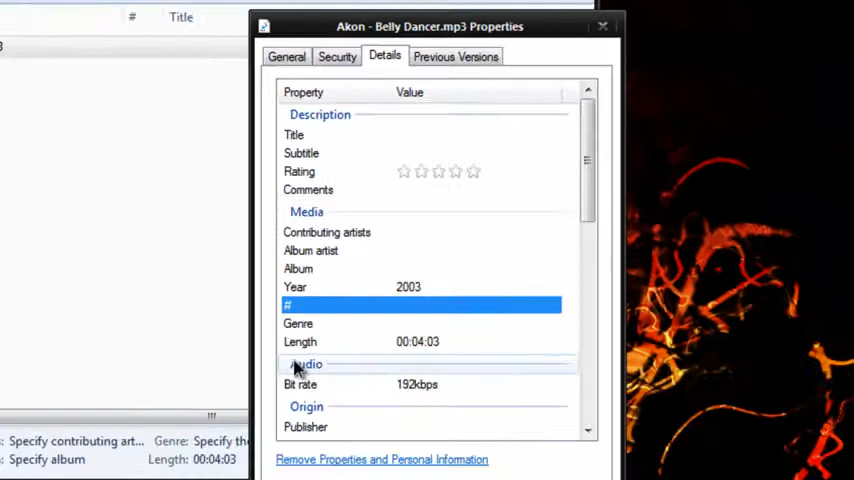 # Title
3
Akon - Belly Dancer.mp3 Properties
General Security Details Previous Versions
Property Value
Description
Title
Subtitle
Rating
Comments
Media
Contributing artists
Album artist
Album
Year 2003
#
Genre
Length 00:04:03
Audio
Bit rate 192kbps
Origin
Publisher
Remove Properties and Personal Information
: Specify contributing art... Genre: Specify the
: Specify album Length: 00:04:03